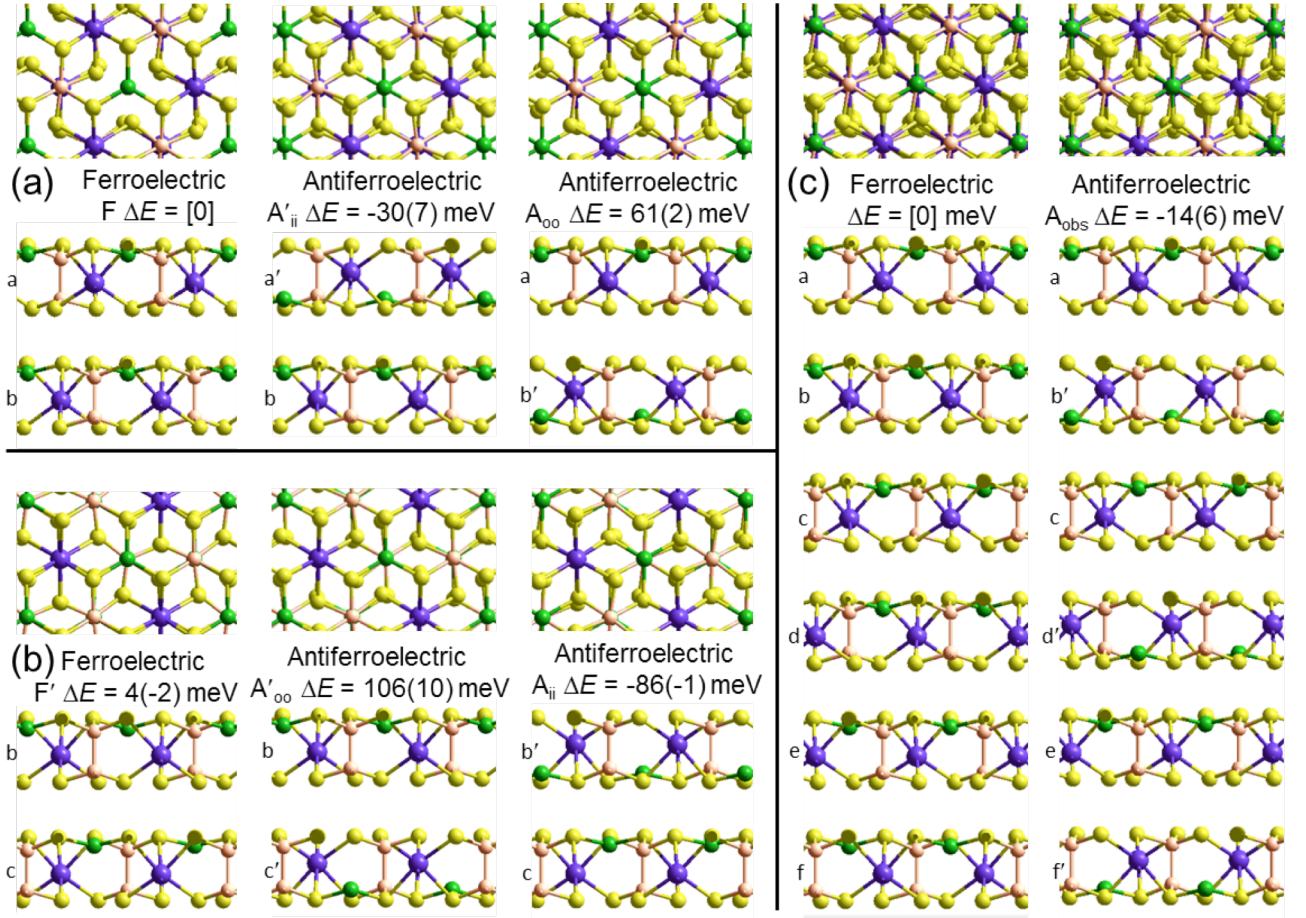 (a)
Ferroelectric
F ΔE = [0]
Antiferroelectric
A′ii ΔE = -30(7) meV
Antiferroelectric
Aoo ΔE = 61(2) meV
a
a′
a
b
b
b′
(b)
Ferroelectric
F′ ΔE = 4(-2) meV
Antiferroelectric
A′oo ΔE = 106(10) meV
Antiferroelectric
Aii ΔE = -86(-1) meV
b
b
b′
c
c′
c
(c)
Ferroelectric
ΔE = [0] meV
Antiferroelectric
Aobs ΔE = -14(6) meV
a
a
b
b′
c
c
d
d′
e
e
f
f′